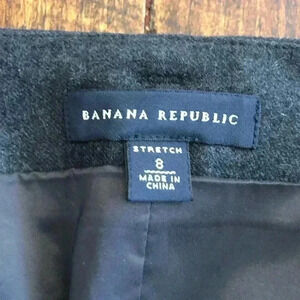 BANANA REPUBLIC
STRETCH
8
MADE IN
CHINA